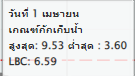 วันที่ 1 เมษายน
เกณฑ์กักเก็บน้ำ
สูงสุด: 9.53 ต่ำสุด : 3.60
LBC: 6.59